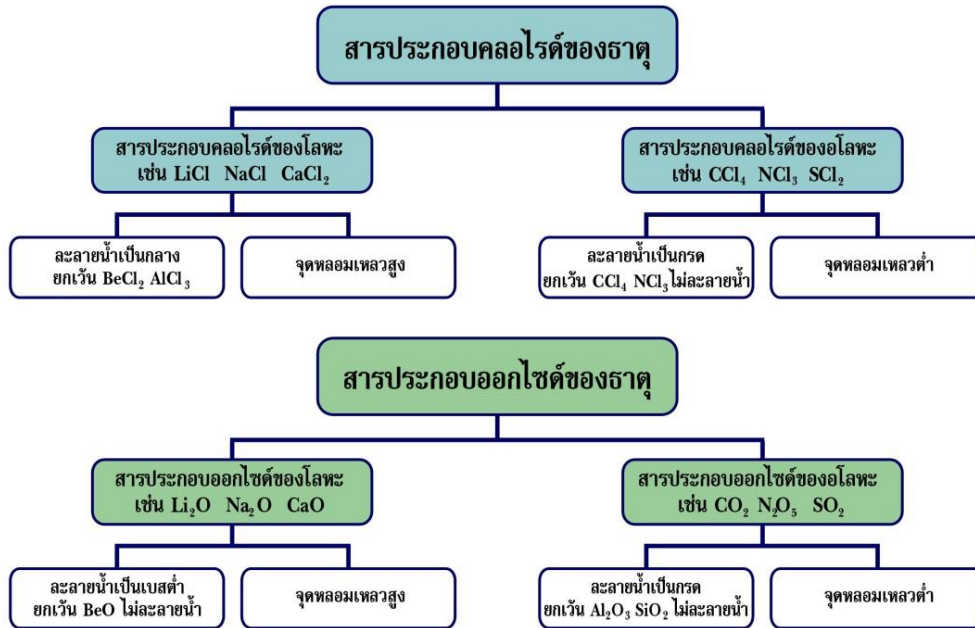 สารประกอบคลอไรด์ของธาตุ
สารประกอบคลอไรด์ของโลหะ
เช่น LiCl NaCl CaCl₂
สารประกอบคลอไรด์ของอโลหะ
เช่น CCl₄ NCl₃ SCl₂
ละลายน้ำเป็นกลาง
ยกเว้น BeCl₂ AlCl₃
จุดหลอมเหลวสูง
ละลายน้ำเป็นกรด
ยกเว้น CCl₄ NCl₃ ไม่ละลายน้ำ
จุดหลอมเหลวต่ำ
สารประกอบออกไซด์ของธาตุ
สารประกอบออกไซด์ของโลหะ
เช่น Li₂O Na₂O CaO
สารประกอบออกไซด์ของอโลหะ
เช่น CO₂ N₂O₅ SO₂
ละลายน้ำเป็นเบสต่ำ
ยกเว้น BeO ไม่ละลายน้ำ
จุดหลอมเหลวสูง
ละลายน้ำเป็นกรด
ยกเว้น Al₂O₃ SiO₂ ไม่ละลายน้ำ
จุดหลอมเหลวต่ำ